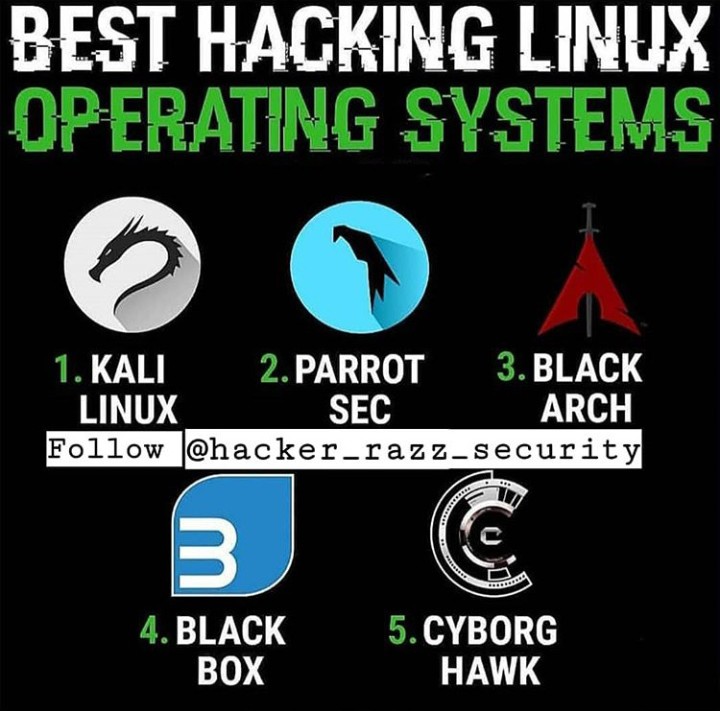 BEST HACKING LINUX
OPERATING SYSTEMS
1. KALI
LINUX
2. PARROT
SEC
3. BLACK
ARCH
Follow @hacker_razz_security
4. BLACK
BOX
5. CYBORG
HAWK